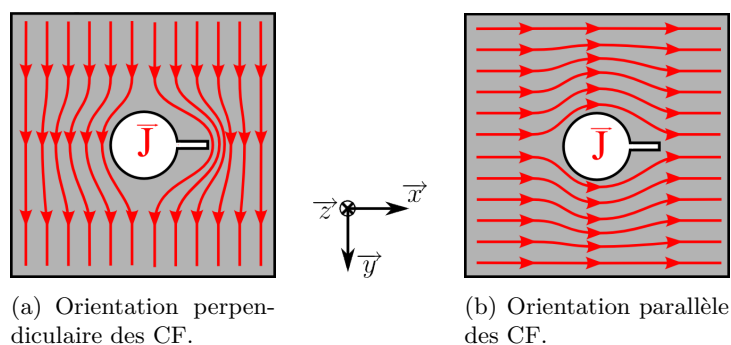 J
J
x
z
y
(a) Orientation perpen-
diculaire des CF.
(b) Orientation parallèle
des CF.